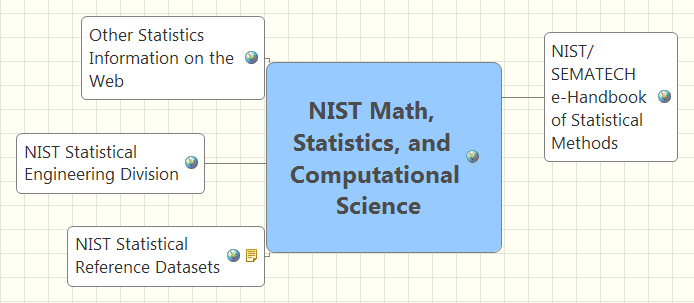 Other Statistics
Information on the
Web
NIST Statistical
Engineering Division
NIST Statistical
Reference Datasets
NIST Math,
Statistics, and
Computational
Science
NIST/
SEMATECH
e-Handbook
of Statistical
Methods